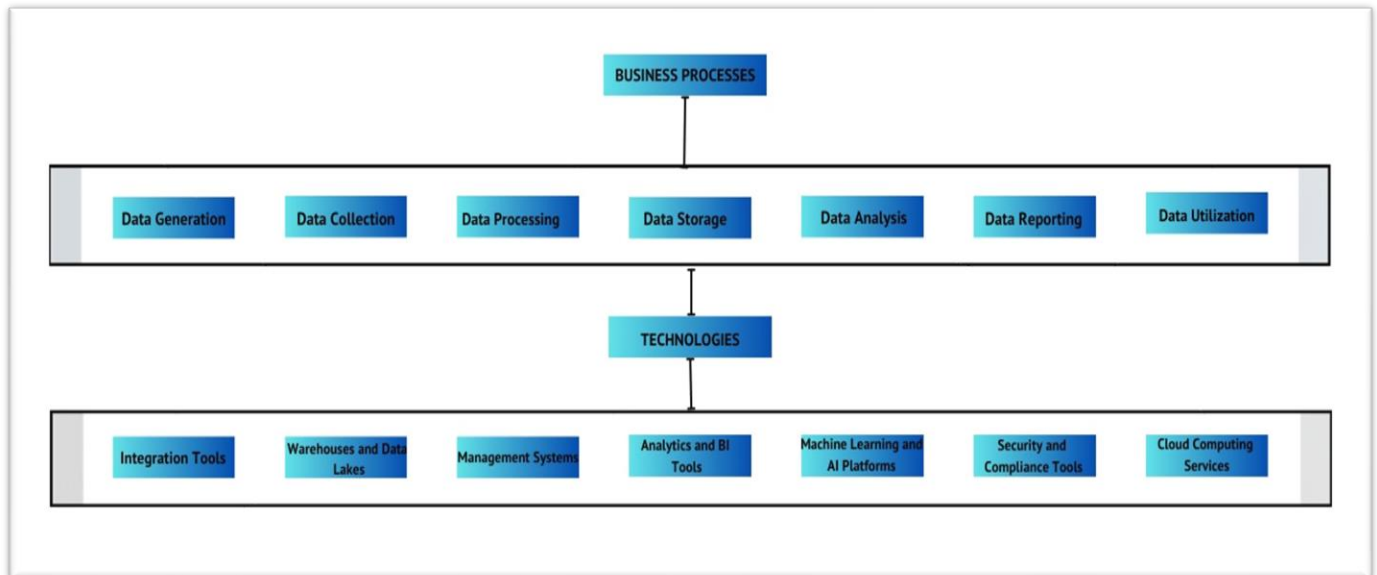 BUSINESS PROCESSES
Data Generation
Data Collection
Data Processing
Data Storage
Data Analysis
Data Reporting
Data Utilization
TECHNOLOGIES
Integration Tools
Warehouses and Data
Lakes
Management Systems
Analytics and BI
Tools
Machine Learning and
AI Platforms
Security and
Compliance Tools
Cloud Computing
Services